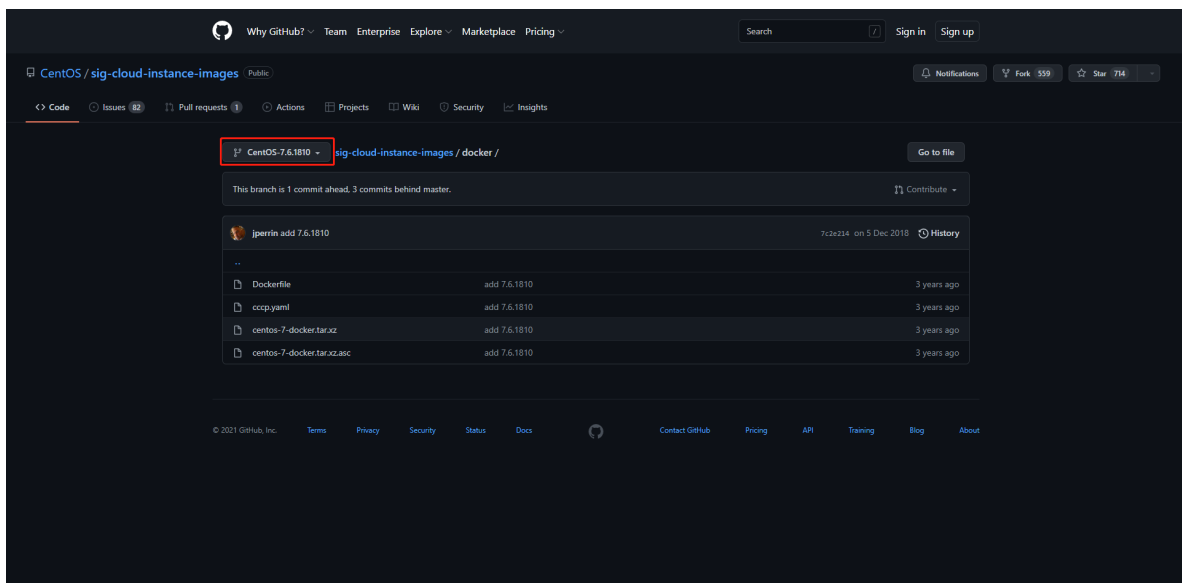 Why GitHub? Team Enterprise Explore Marketplace Pricing Search / Sign in Sign up
CentOS / sig-cloud-instance-images Public Notifications Fork 559 Star 714
<> Code Issues 82 Pull requests 1 Actions Projects Wiki Security Insights
CentOS-7.6.1810 sig-cloud-instance-images / docker / Go to file
This branch is 1 commit ahead, 3 commits behind master. Contribute
jperrin add 7.6.1810 7c2e214 on 5 Dec 2018 History
..
Dockerfile add 7.6.1810 3 years ago
cccp.yaml add 7.6.1810 3 years ago
centos-7-docker.tar.xz add 7.6.1810 3 years ago
centos-7-docker.tar.xz.asc add 7.6.1810 3 years ago
© 2021 GitHub, Inc. Terms Privacy Security Status Docs Contact GitHub Pricing API Training Blog About